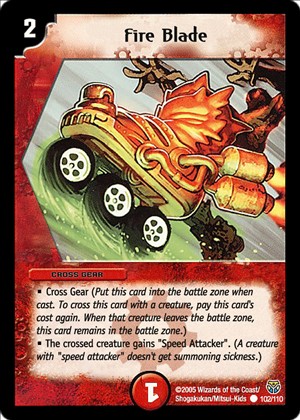 2
Fire Blade
CROSS GEAR
▪ Cross Gear (Put this card into the battle zone when
cast. To cross this card with a creature, pay this card's
cost again. When that creature leaves the battle zone,
this card remains in the battle zone.)
▪ The crossed creature gains "Speed Attacker". (A creature
with "speed attacker" doesn't get summoning sickness.)
1
©2005 Wizards of the Coast/
Shogakukan/Mitsui-Kids ● 102/110